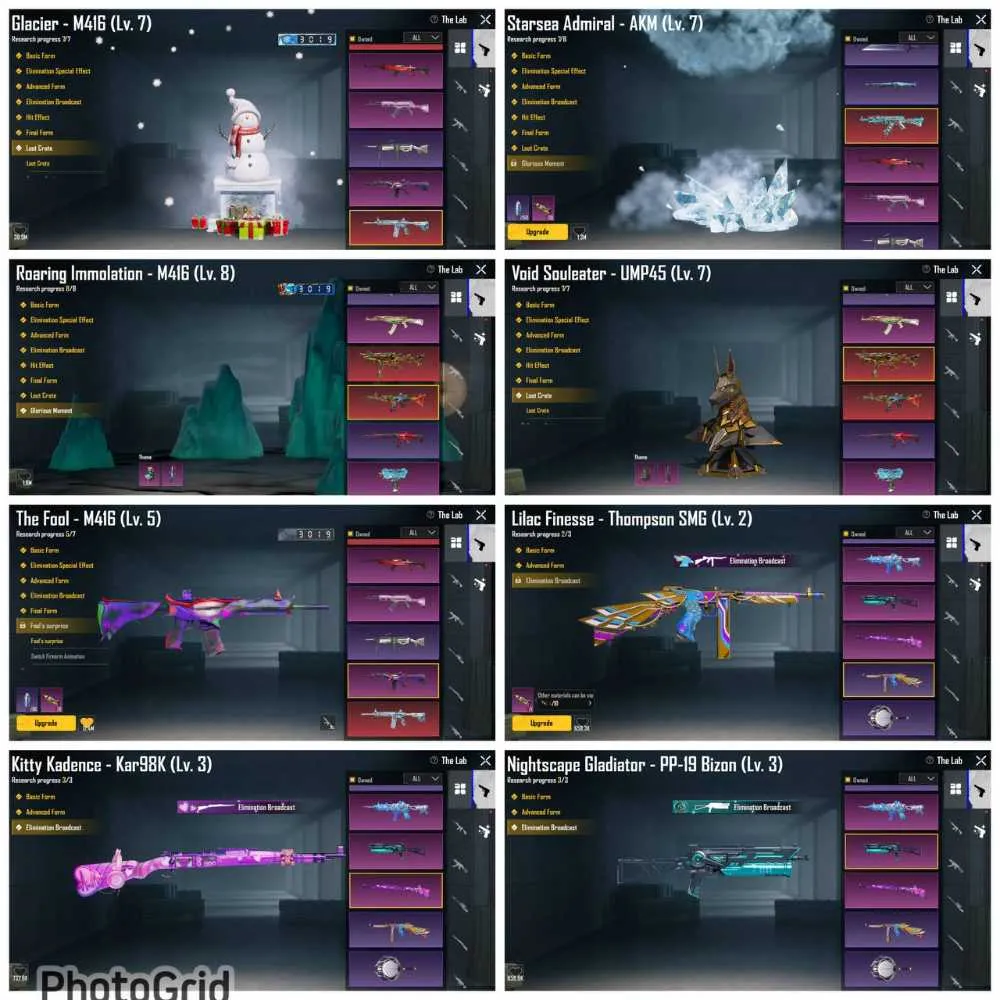 Glacier - M416 (Lv. 7)
The Lab
Research progress 7/7
Basic Form
Elimination Special Effect
Advanced Form
Elimination Broadcast
Hit Effect
Final Form
Loot Crate
Loot Crate
3019
Owned
ALL
Starsea Admiral - AKM (Lv. 7)
The Lab
Basic Form
Elimination Special Effect
Advanced Form
Elimination Broadcast
Hit Effect
Final Form
Loot Crate
Glorious Moment
Upgrade
1.2M
Owned
ALL
Roaring Immolation - M416 (Lv. 8)
The Lab
Research progress 8/8
Basic Form
Elimination Special Effect
Advanced Form
Elimination Broadcast
Hit Effect
Final Form
Loot Crate
Glorious Moment
3019
Theme
Owned
ALL
Void Souleater - UMP45 (Lv. 7)
The Lab
Research progress 7/7
Basic Form
Elimination Special Effect
Advanced Form
Elimination Broadcast
Hit Effect
Final Form
Loot Crate
Loot Crate
Theme
Owned
ALL
The Fool - M416 (Lv. 5)
The Lab
Research progress 5/7
Basic Form
Elimination Special Effect
Advanced Form
Elimination Broadcast
Final Form
Fool's surprise
Fool's surprise
Switch Firearm Animation
3019
Upgrade
Owned
ALL
Lilac Finesse - Thompson SMG (Lv. 2)
The Lab
Research progress 2/3
Basic Form
Advanced Form
Elimination Broadcast
Elimination Broadcast
Other materials can be
Upgrade
Owned
ALL
Kitty Kadence - Kar98K (Lv. 3)
The Lab
Research progress 3/3
Basic Form
Advanced Form
Elimination Broadcast
Elimination Broadcast
Owned
ALL
Nightscape Gladiator - PP-19 Bizon (Lv. 3)
The Lab
Research progress 3/3
Basic Form
Advanced Form
Elimination Broadcast
Elimination Broadcast
Owned
ALL
PhotoGrid